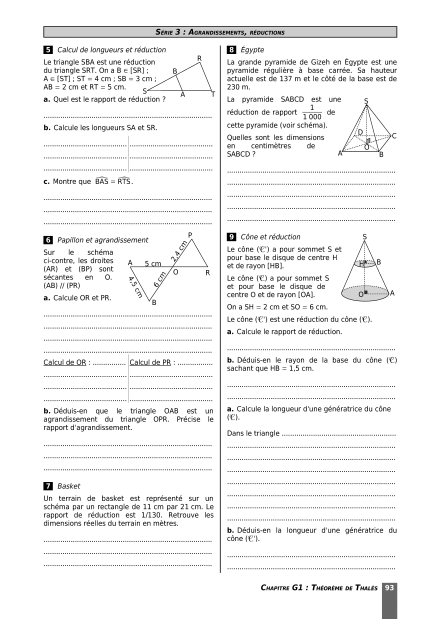 SÉRIE 3 : AGRANDISSEMENTS, RÉDUCTIONS
5 Calcul de longueurs et réduction
Le triangle SBA est une réduction
du triangle SRT. On a B ∈ [SR] ;
A ∈ [ST] ; ST = 4 cm ; SB = 3 cm ;
AB = 2 cm et RT = 5 cm.
R
B
S
A
T
a. Quel est le rapport de réduction ?
b. Calcule les longueurs SA et SR.
c. Montre que BAS = RTS.
6 Papillon et agrandissement
Sur le schéma
ci-contre, les droites
(AR) et (BP) sont
sécantes en O.
(AB) // (PR)
P
2,4 cm
A
5 cm
O
R
4,5 cm
6 cm
B
a. Calcule OR et PR.
Calcul de OR : Calcul de PR :
b. Déduis-en que le triangle OAB est un
agrandissement du triangle OPR. Précise le
rapport d'agrandissement.
7 Basket
Un terrain de basket est représenté sur un
schéma par un rectangle de 11 cm par 21 cm. Le
rapport de réduction est 1/130. Retrouve les
dimensions réelles du terrain en mètres.
8 Égypte
La grande pyramide de Gizeh en Égypte est une
pyramide régulière à base carrée. Sa hauteur
actuelle est de 137 m et le côté de sa base est de
230 m.
La pyramide SABCD est une
réduction de rapport 1/1 000 de
cette pyramide (voir schéma).
Quelles sont les dimensions
en centimètres de
SABCD ?
S
D
C
O
A
B
9 Cône et réduction
Le cône (𝒞') a pour sommet S et
pour base le disque de centre H
et de rayon [HB].
Le cône (𝒞) a pour sommet S
et pour base le disque de
centre O et de rayon [OA].
S
H
B
O
A
On a SH = 2 cm et SO = 6 cm.
Le cône (𝒞') est une réduction du cône (𝒞).
a. Calcule le rapport de réduction.
b. Déduis-en le rayon de la base du cône (𝒞)
sachant que HB = 1,5 cm.
a. Calcule la longueur d'une génératrice du cône
(𝒞).
Dans le triangle
b. Déduis-en la longueur d'une génératrice du
cône (𝒞').
CHAPITRE G1 : THÉORÈME DE THALÈS 93